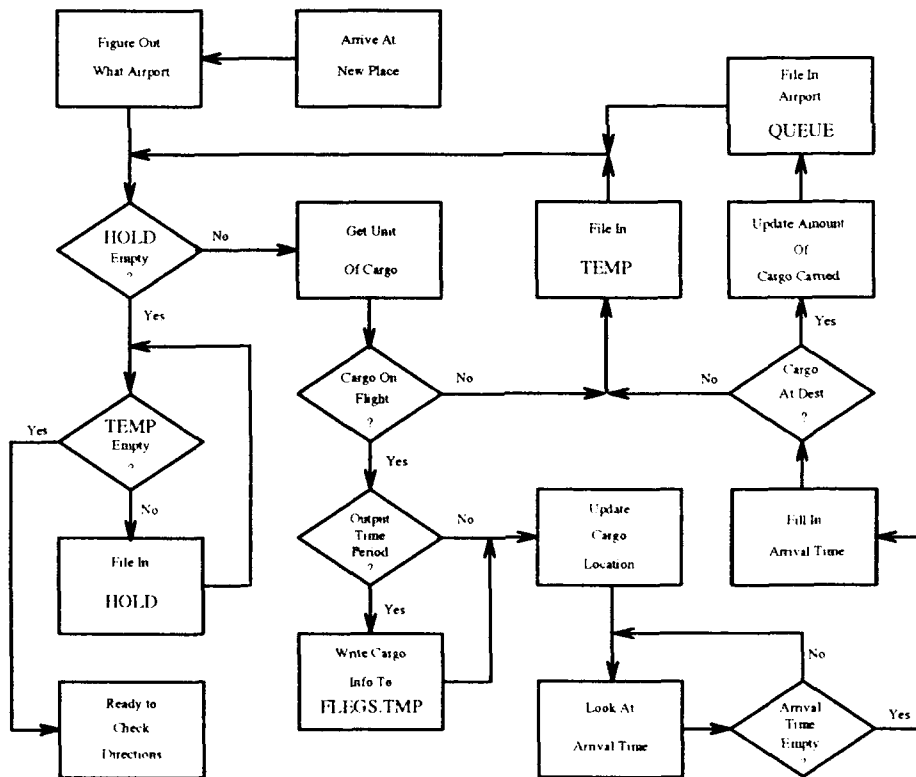 Figure Out
What Airport
Arrive At
New Place
File In
Airport
QUEUE
HOLD
Empty
?
No
Get Unit
Of Cargo
File In
TEMP
Update Amount
Of
Cargo Carried
Yes
Yes
Cargo On
Flight
?
No
No
Cargo
At Dest
?
Yes
TEMP
Empty
?
Yes
No
Output
Time
Period
?
No
Update
Cargo
Location
Fill In
Arrival Time
File In
HOLD
Yes
Write Cargo
Info To
FLEGS.TMP
No
Ready to
Check
Directions
Look At
Arrival Time
Arrival
Time
Empty
?
Yes